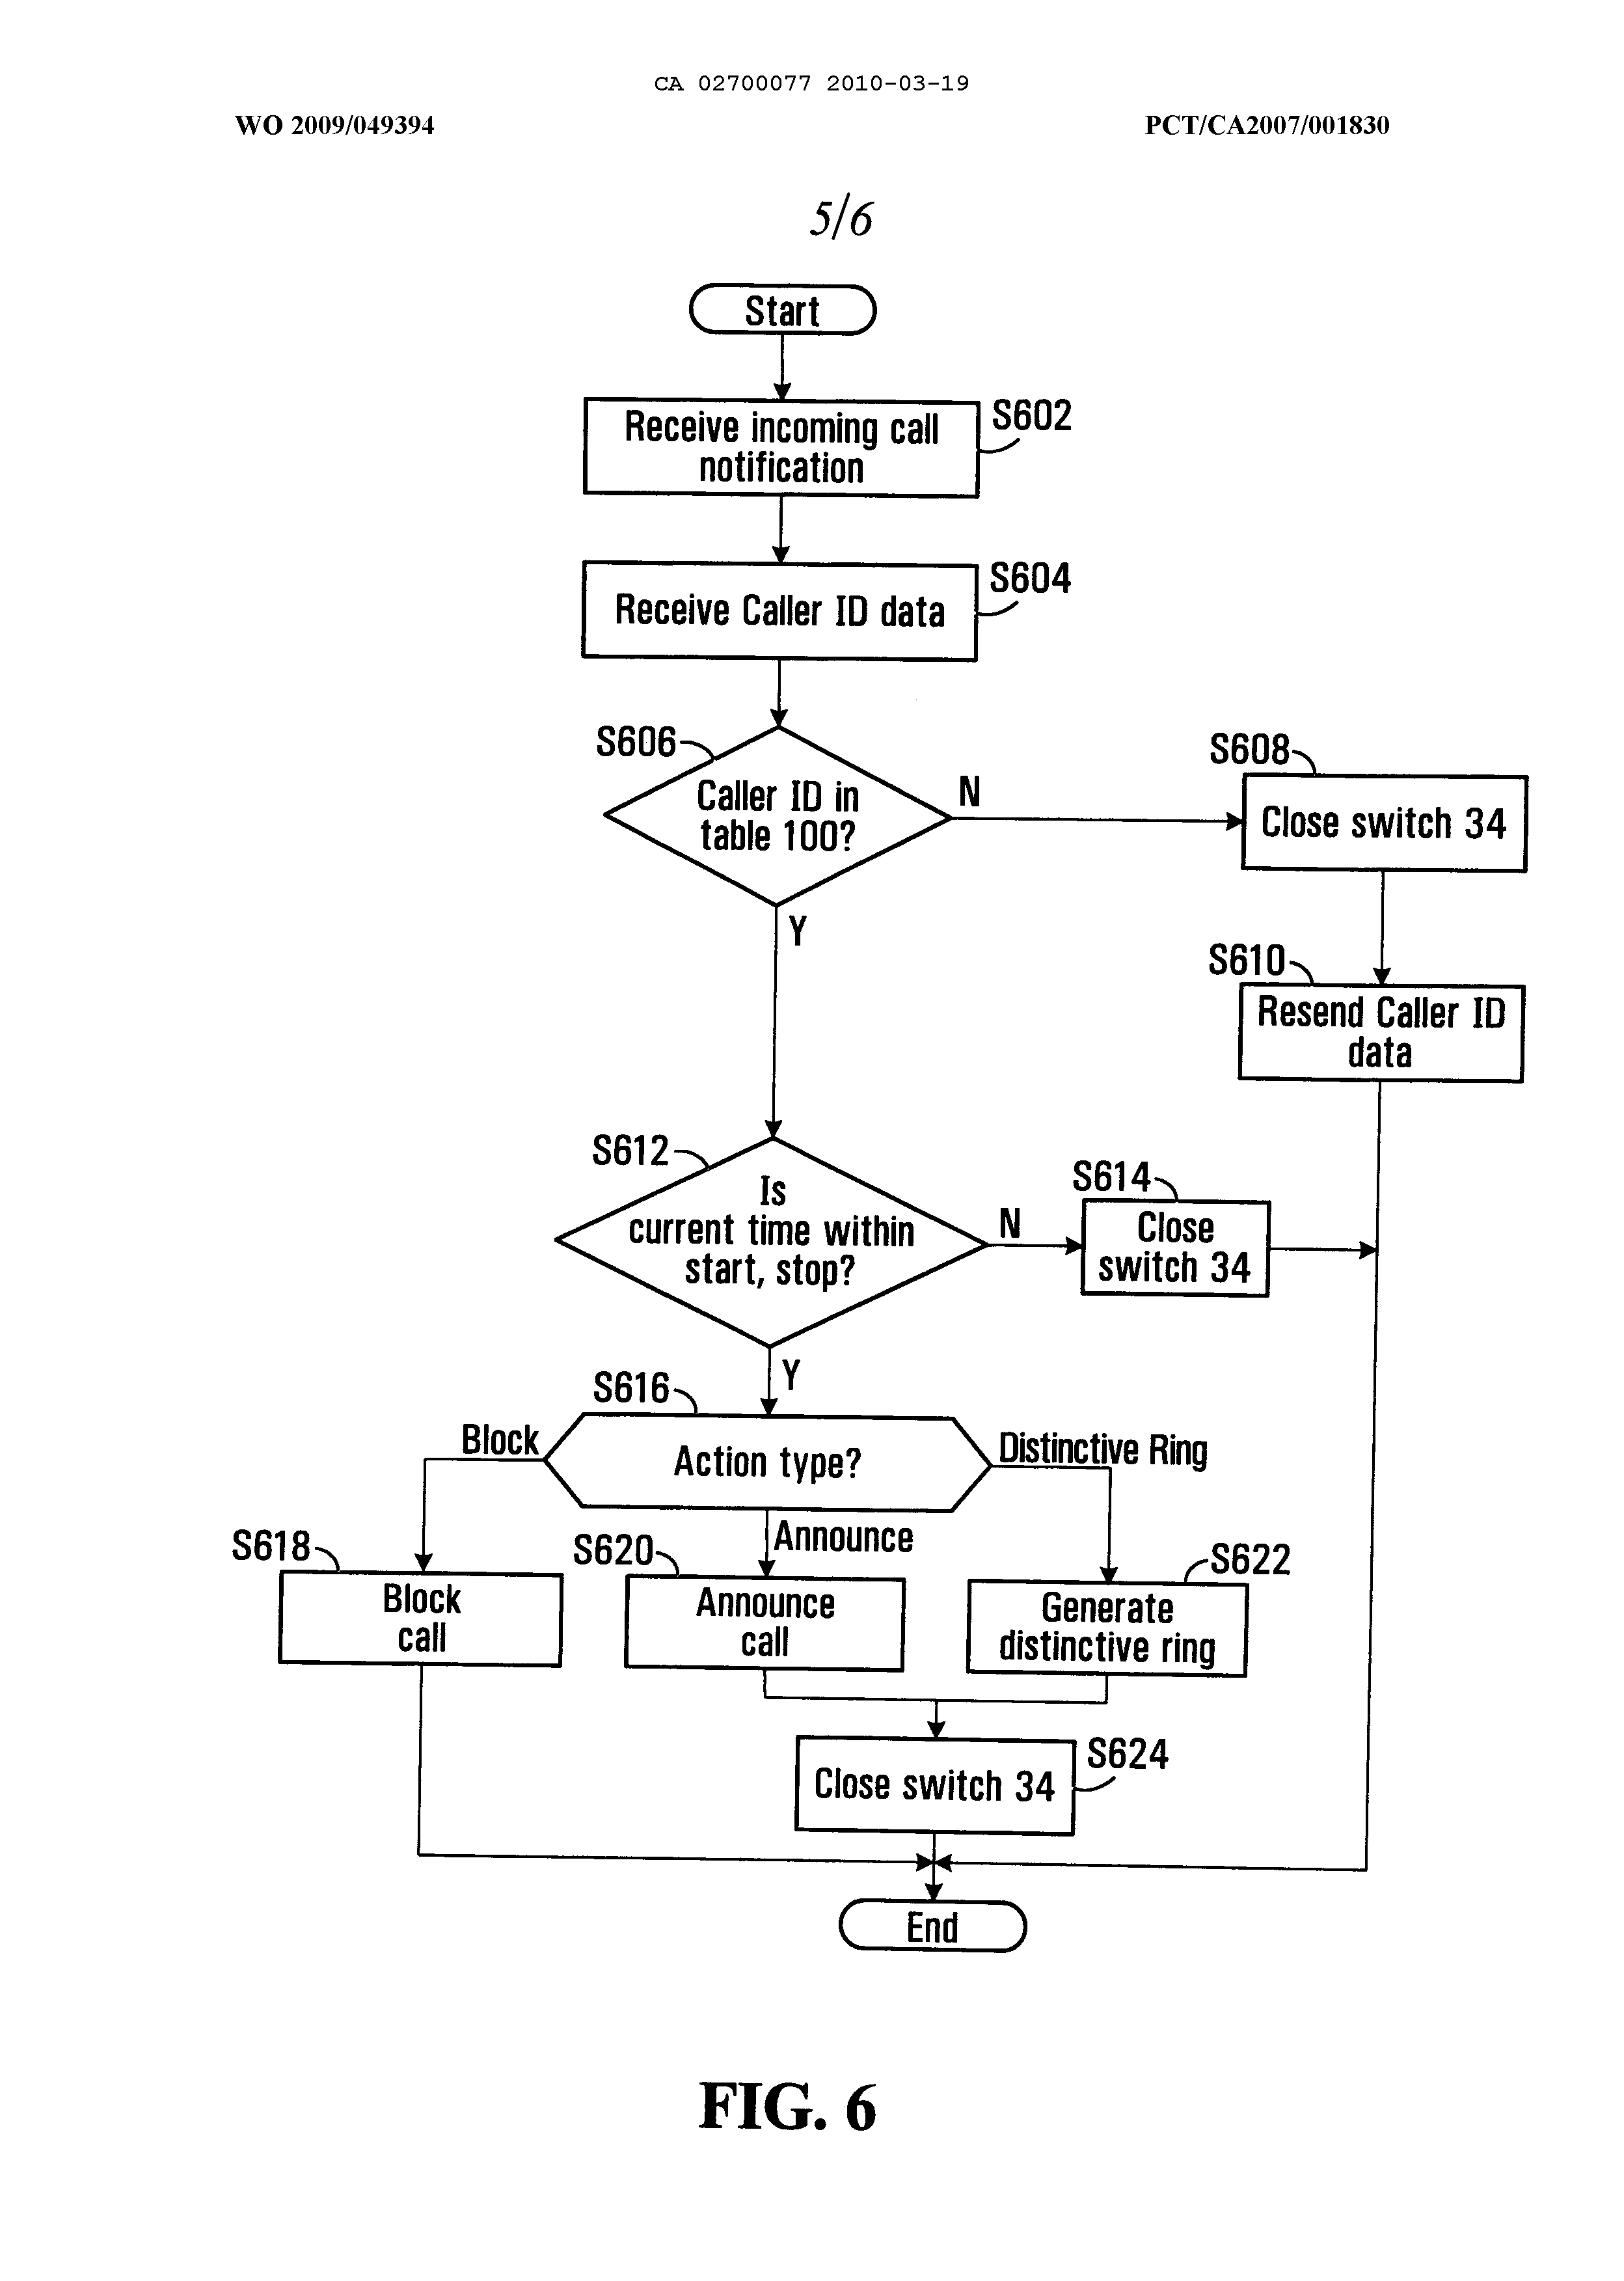 CA 02700077 2010-03-19
WO 2009/049394
PCT/CA2007/001830
5/6
Start
Receive incoming call
notification
S602
Receive Caller ID data
S604
S606
Caller ID in
table 100?
N
Y
S608
Close switch 34
S610
Resend Caller ID
data
S612
Is
current time within
start, stop?
N
Y
S614
Close
switch 34
S616
Action type?
Block
Announce
Distinctive Ring
S618
Block
call
S620
Announce
call
S622
Generate
distinctive ring
Close switch 34
S624
End
FIG. 6